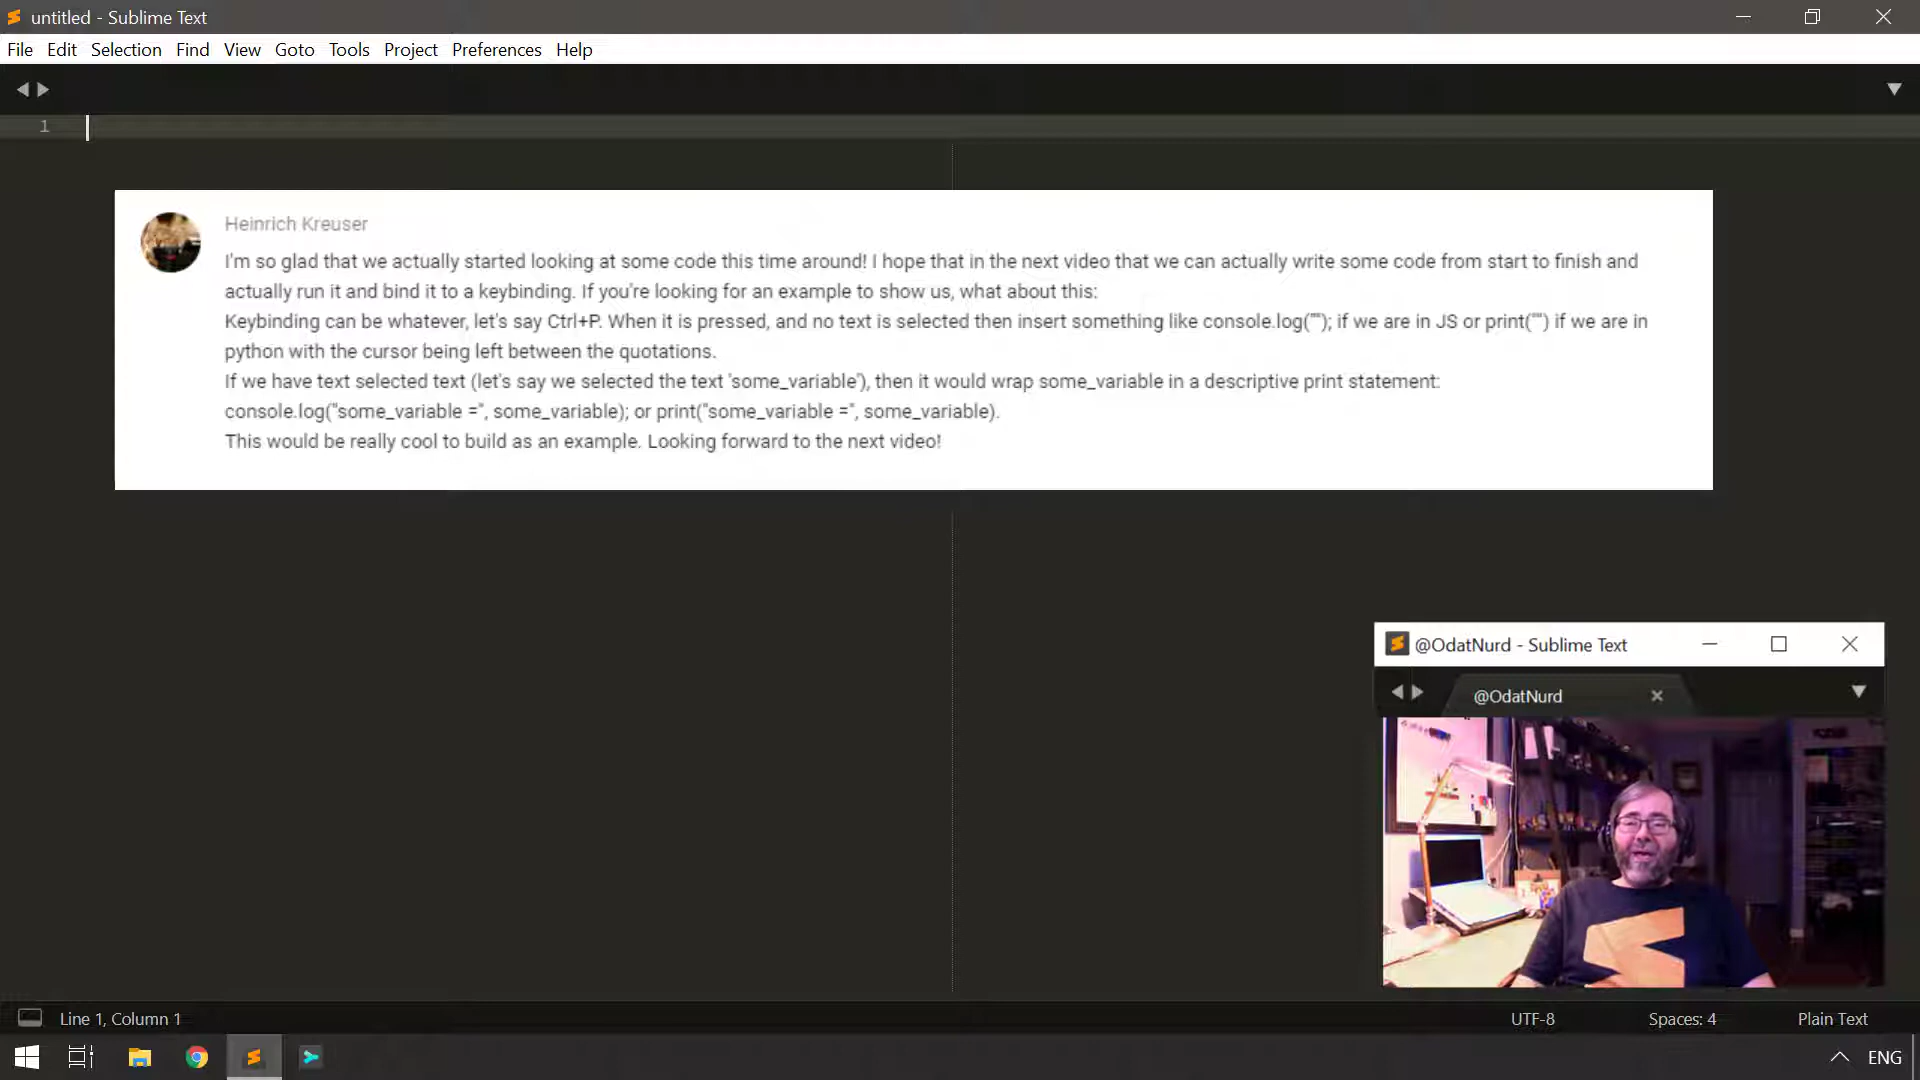 untitled - Sublime Text
File Edit Selection Find View Goto Tools Project Preferences Help
1
Heinrich Kreuser
I'm so glad that we actually started looking at some code this time around! I hope that in the next video that we can actually write some code from start to finish and
actually run it and bind it to a keybinding. If you're looking for an example to show us, what about this:
Keybinding can be whatever, let's say Ctrl+P. When it is pressed, and no text is selected then insert something like console.log(""); if we are in JS or print("") if we are in
python with the cursor being left between the quotations.
If we have text selected text (let's say we selected the text 'some_variable'), then it would wrap some_variable in a descriptive print statement:
console.log("some_variable =", some_variable); or print("some_variable =", some_variable).
This would be really cool to build as an example. Looking forward to the next video!
@OdatNurd - Sublime Text
@OdatNurd
Line 1, Column 1
UTF-8
Spaces: 4
Plain Text
ENG